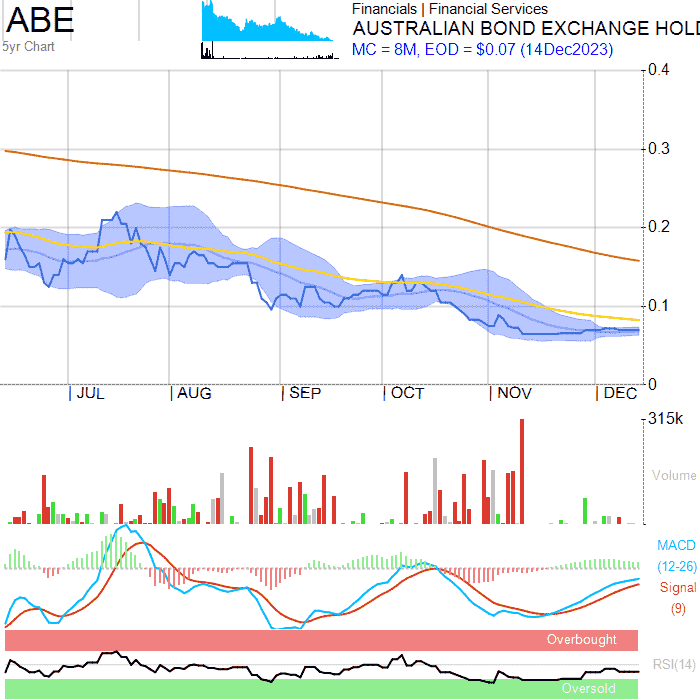 ABE
5yr Chart
Financials | Financial Services
AUSTRALIAN BOND EXCHANGE HOLD
MC = 8M, EOD = $0.07 (14Dec2023)
0.4
0.3
0.2
0.1
0
| JUL | AUG | SEP | OCT | NOV | DEC
315k
Volume
MACD
(12-26)
Signal
(9)
Overbought
RSI(14)
Oversold